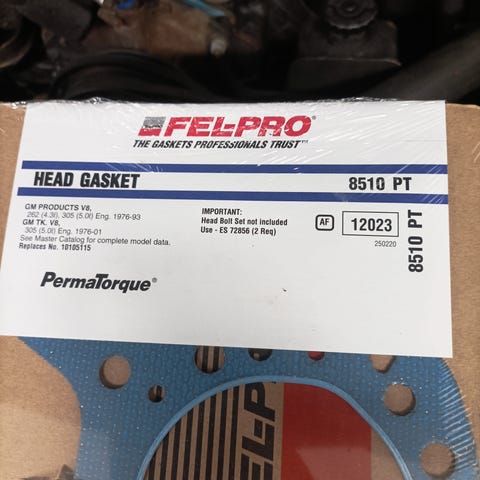 FEL-PRO®
THE GASKETS PROFESSIONALS TRUST™
HEAD GASKET 8510 PT
GM PRODUCTS V8,
262 (4.3l), 305 (5.0l) Eng. 1976-93
GM TK. V8,
305 (5.0l) Eng. 1976-01
See Master Catalog for complete model data.
Replaces No. 10105115
IMPORTANT:
Head Bolt Set not included
Use - ES 72856 (2 Req)
AF 12023
250220
8510 PT
PermaTorque®
FEL-PRO